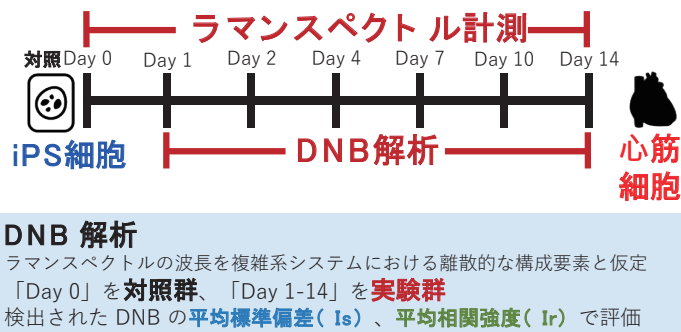 ラマンスペクトル計測
対照 Day 0 Day 1 Day 2 Day 4 Day 7 Day 10 Day 14
iPS細胞
DNB解析
心筋
細胞
DNB 解析
ラマンスペクトルの波長を複雑系システムにおける離散的な構成要素と仮定
「Day 0」を対照群、「Day 1-14」を実験群
検出された DNB の平均標準偏差( Is) 、平均相関強度( Ir) で評価